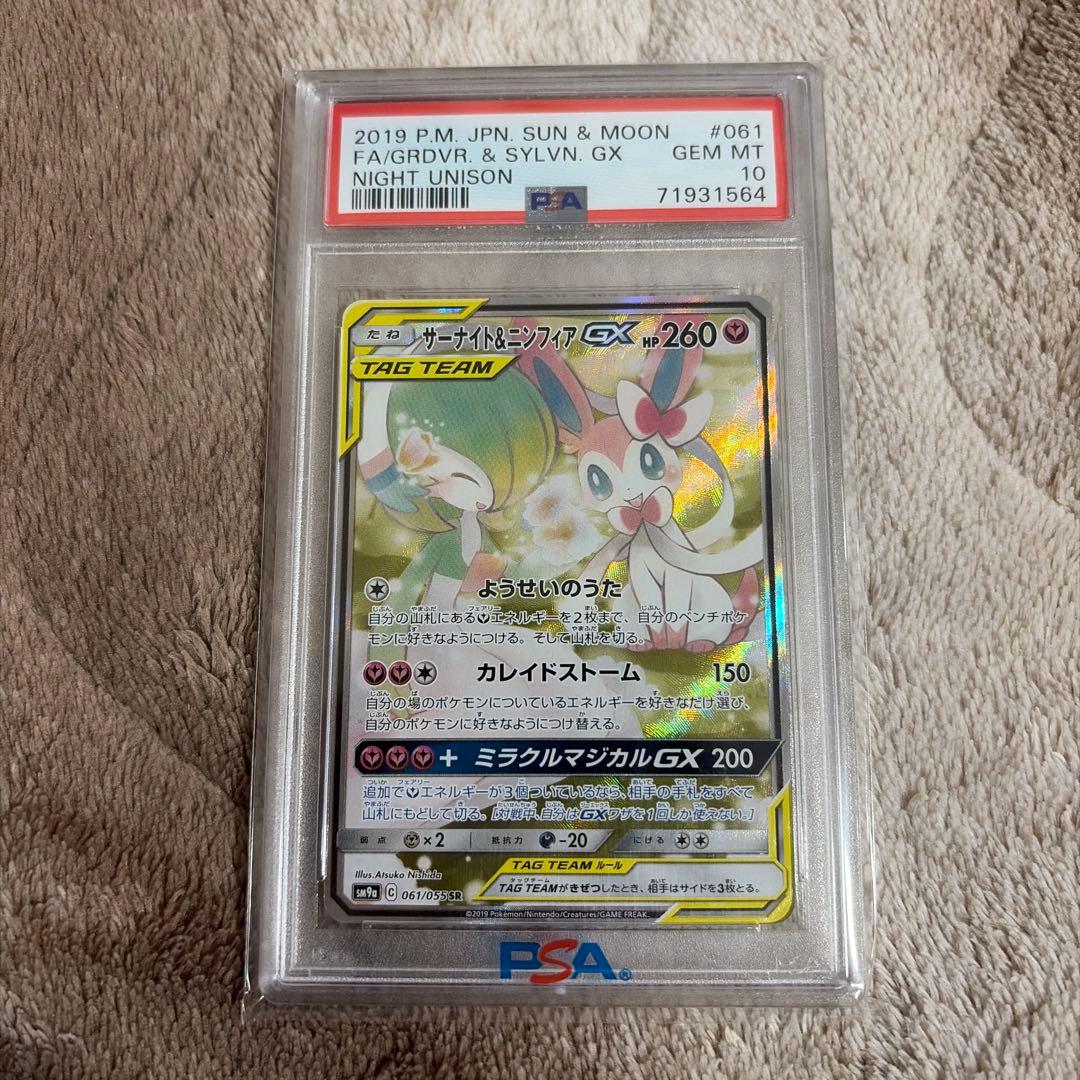 2019 P.M. JPN. SUN & MOON #061
FA/GRDVR. & SYLVN. GX GEM MT
NIGHT UNISON 10
PSA 71931564
たね サーナイト&ニンフィアGX HP260
TAG TEAM
ようせいのうた
自分の山札にあるエネルギーを2枚まで、自分のベンチポケ
モンに好きなようにつける。そして山札を切る。
カレイドストーム 150
自分の場のポケモンについているエネルギーを好きなだけ選び、
自分のポケモンに好きなようにつけ替える。
+ ミラクルマジカルGX 200
追加でエネルギーが3個ついているなら、相手の手札をすべて
山札にもどして切る。[対戦中、自分はGXワザを1回しか使えない。]
弱点 ×2 抵抗力 -20 にげる
TAG TEAM ルール
TAG TEAMがきぜつしたとき、相手はサイドを3枚とる。
Illus.Atsuko Nishida
SM9a C 061/055 SR
©2019 Pokémon/Nintendo/Creatures/GAME FREAK.
PSA®